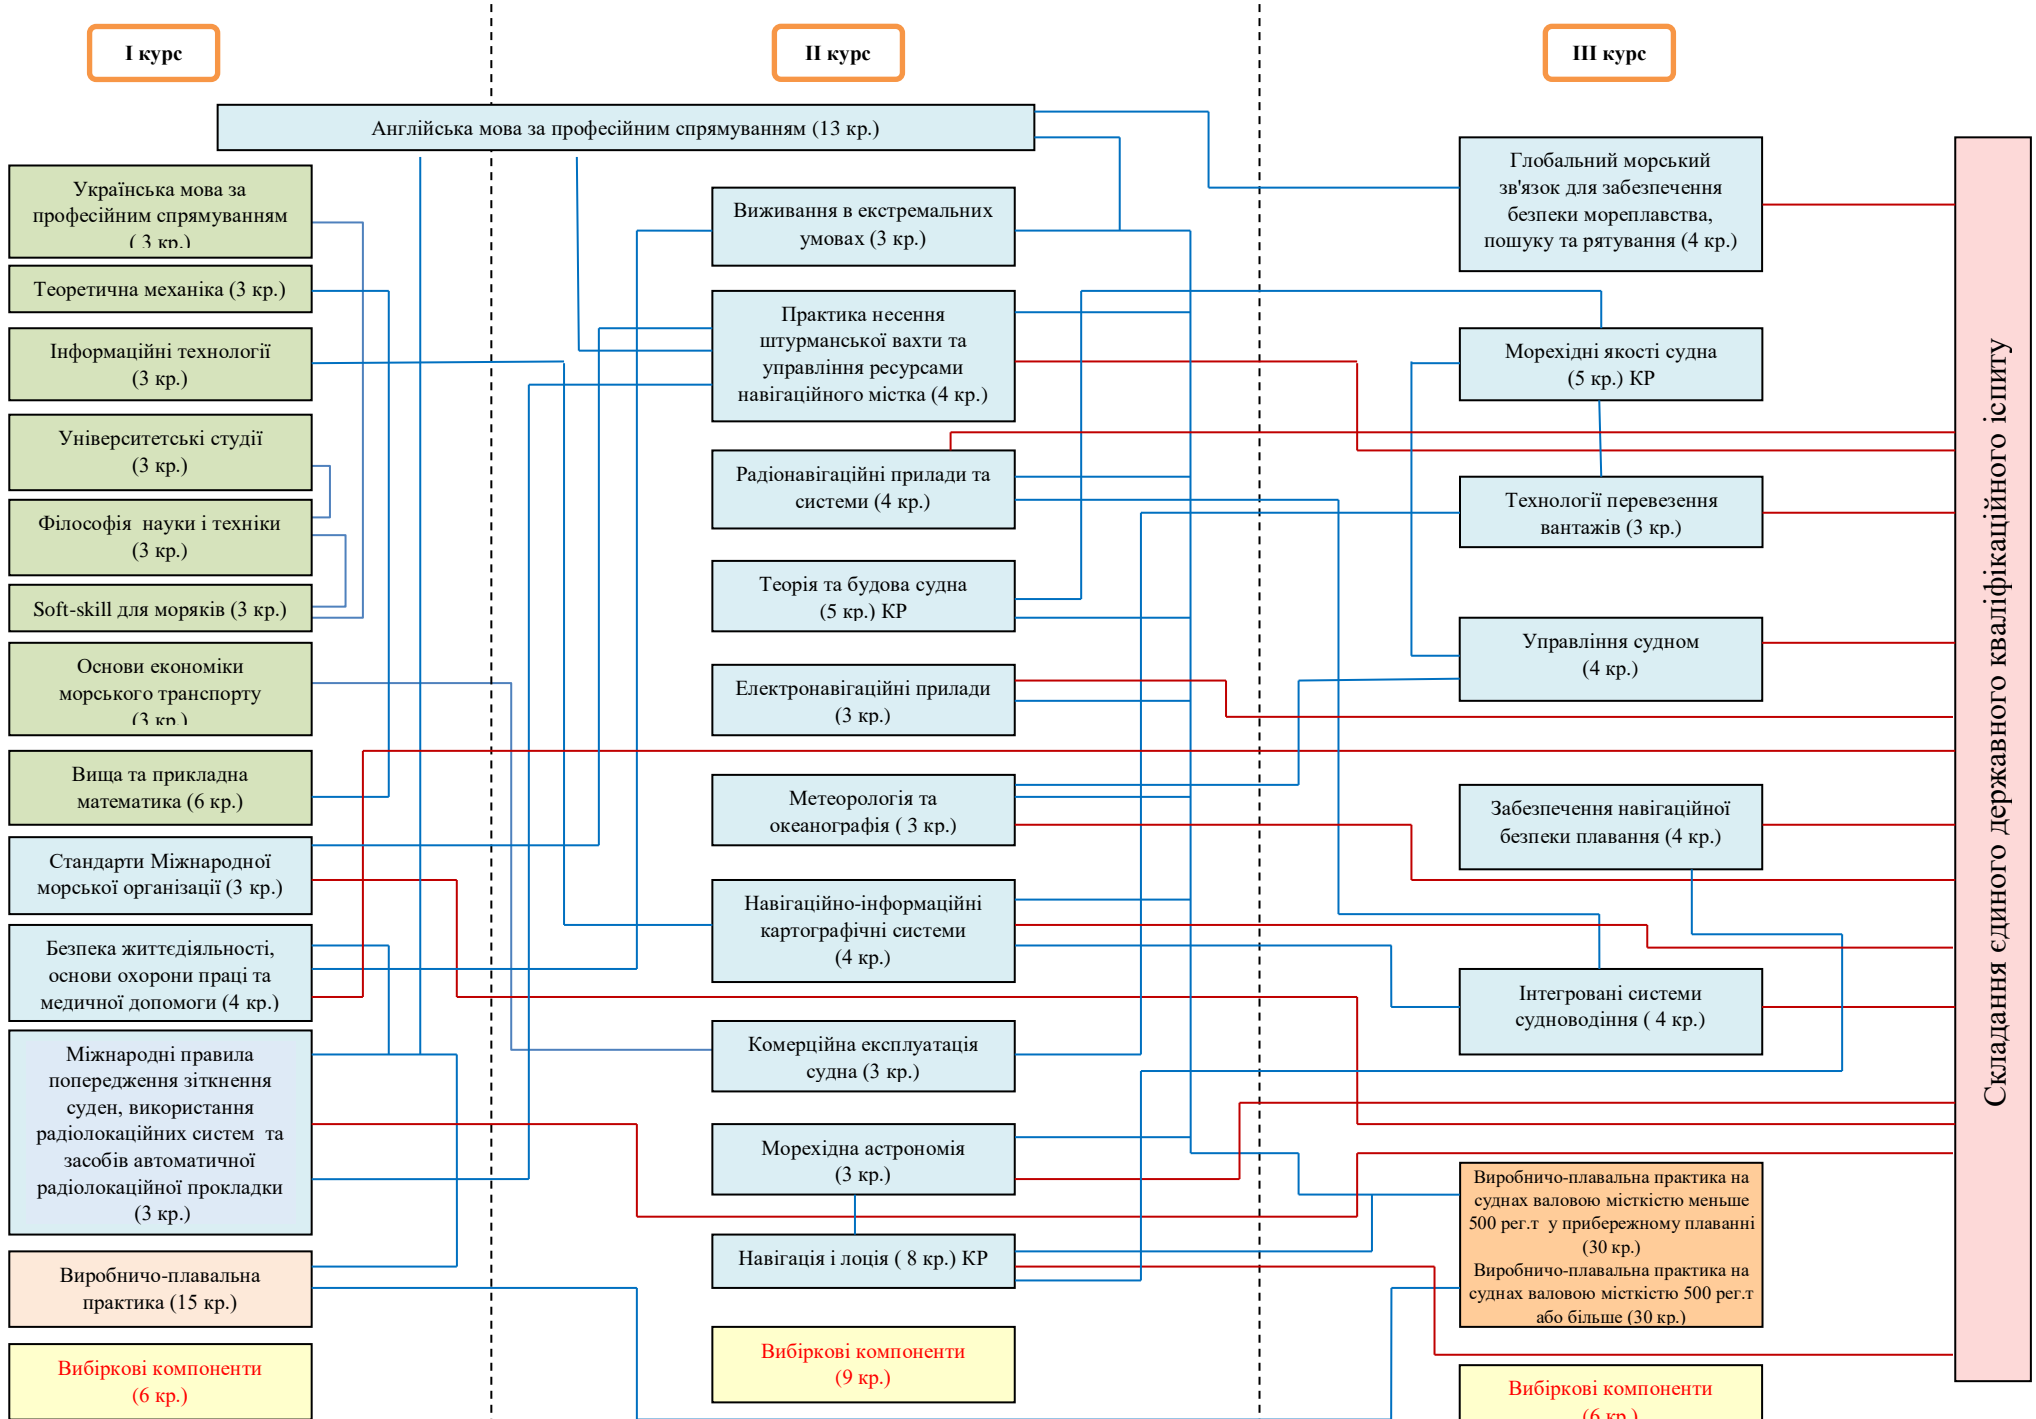 I курс
II курс
III курс
Англійська мова за професійним спрямуванням (13 кр.)
Українська мова за
професійним спрямуванням
( 3 кр.)
Теоретична механіка (3 кр.)
Інформаційні технології
(3 кр.)
Університетські студії
(3 кр.)
Філософія науки і техніки
(3 кр.)
Soft-skill для моряків (3 кр.)
Основи економіки
морського транспорту
(3 кр.)
Вища та прикладна
математика (6 кр.)
Стандарти Міжнародної
морської організації (3 кр.)
Безпека життєдіяльності,
основи охорони праці та
медичної допомоги (4 кр.)
Міжнародні правила
попередження зіткнення
суден, використання
радіолокаційних систем та
засобів автоматичної
радіолокаційної прокладки
(3 кр.)
Виробничо-плавальна
практика (15 кр.)
Вибіркові компоненти
(6 кр.)
Виживання в екстремальних
умовах (3 кр.)
Практика несення
штурманської вахти та
управління ресурсами
навігаційного містка (4 кр.)
Радіонавігаційні прилади та
системи (4 кр.)
Теорія та будова судна
(5 кр.) КР
Електронавігаційні прилади
(3 кр.)
Метеорологія та
океанографія ( 3 кр.)
Навігаційно-інформаційні
картографічні системи
(4 кр.)
Комерційна експлуатація
судна (3 кр.)
Морехідна астрономія
(3 кр.)
Навігація і лоція ( 8 кр.) КР
Вибіркові компоненти
(9 кр.)
Глобальний морський
зв'язок для забезпечення
безпеки мореплавства,
пошуку та рятування (4 кр.)
Морехідні якості судна
(5 кр.) КР
Технології перевезення
вантажів (3 кр.)
Управління судном
(4 кр.)
Забезпечення навігаційної
безпеки плавання (4 кр.)
Інтегровані системи
судноводіння ( 4 кр.)
Виробничо-плавальна практика на
суднах валовою місткістю меньше
500 рег.т у прибережному плаванні
(30 кр.)
Виробничо-плавальна практика на
суднах валовою місткістю 500 рег.т
або більше (30 кр.)
Вибіркові компоненти
(6 кр.)
Складання єдиного державного кваліфікаційного іспиту